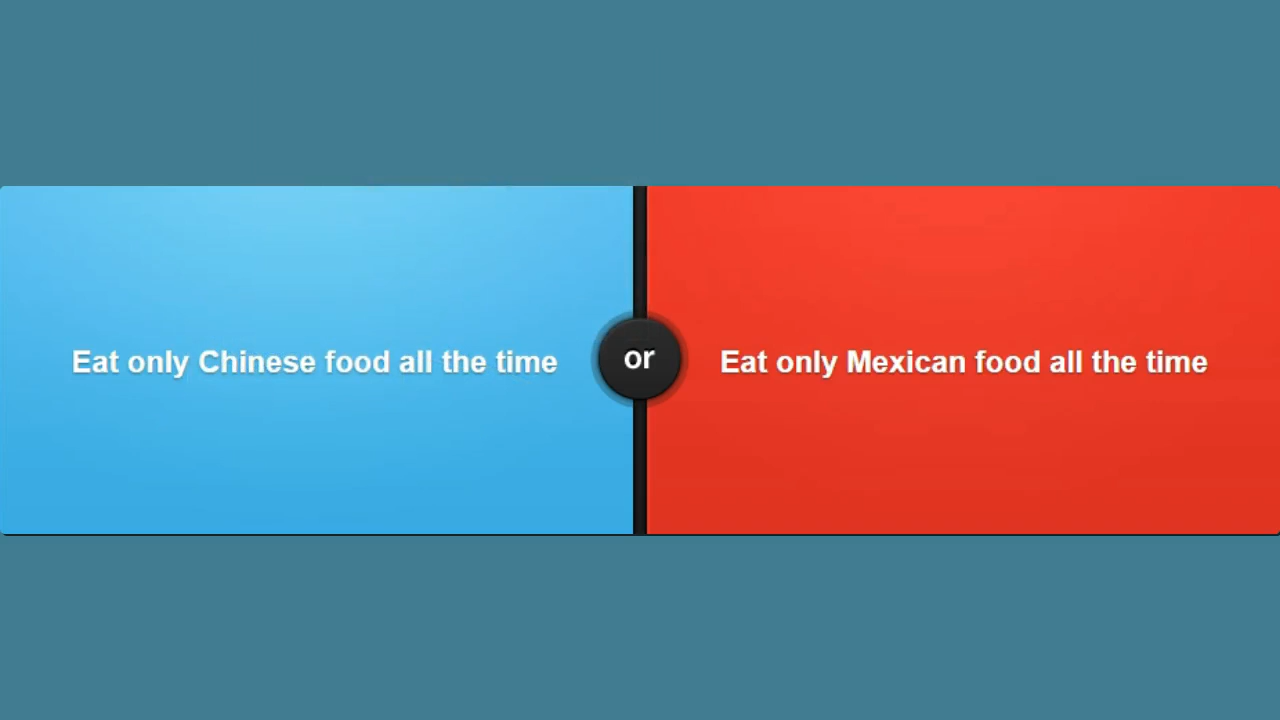 Eat only Chinese food all the time
or
Eat only Mexican food all the time